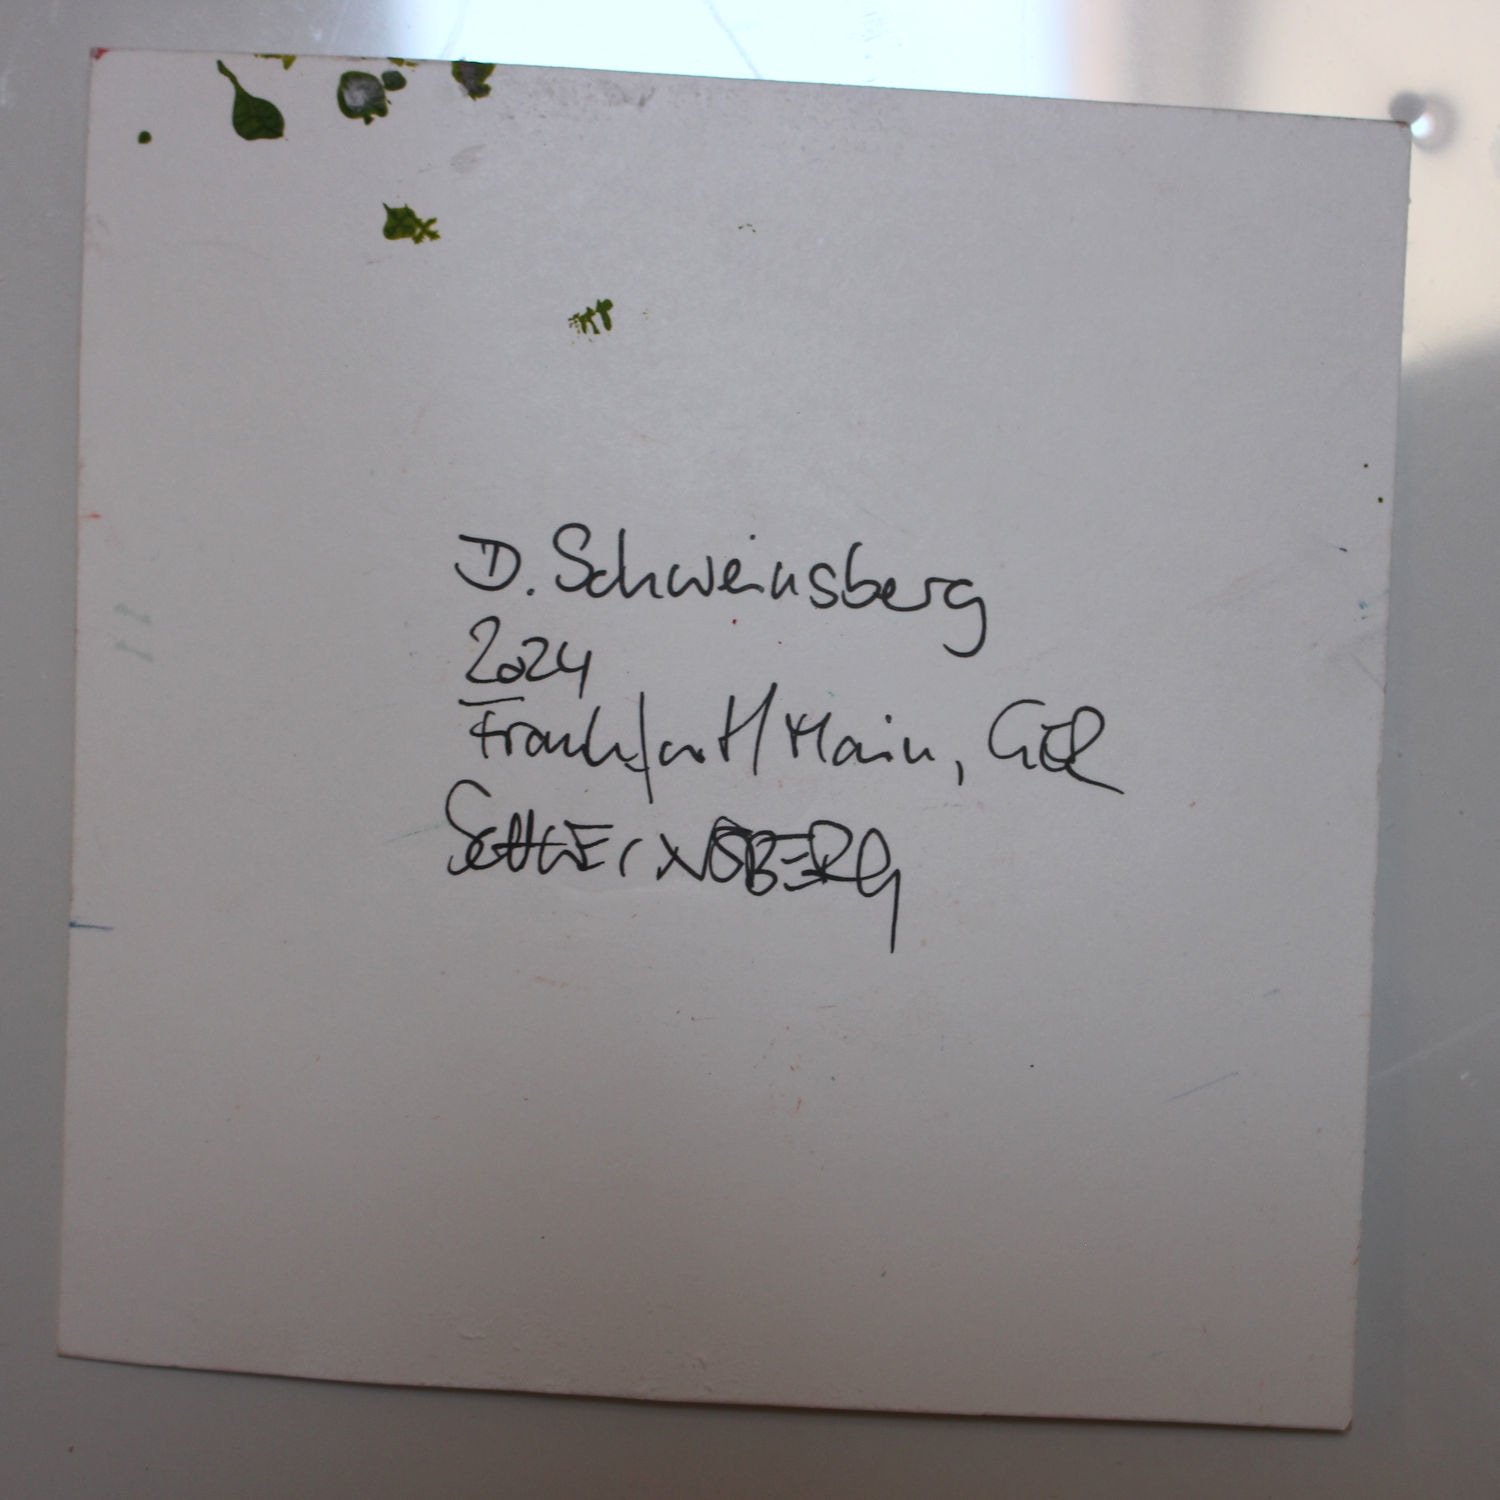 D. Schweinsberg
2024
Frankfurt/Main, GER
SCHWEINSBERG